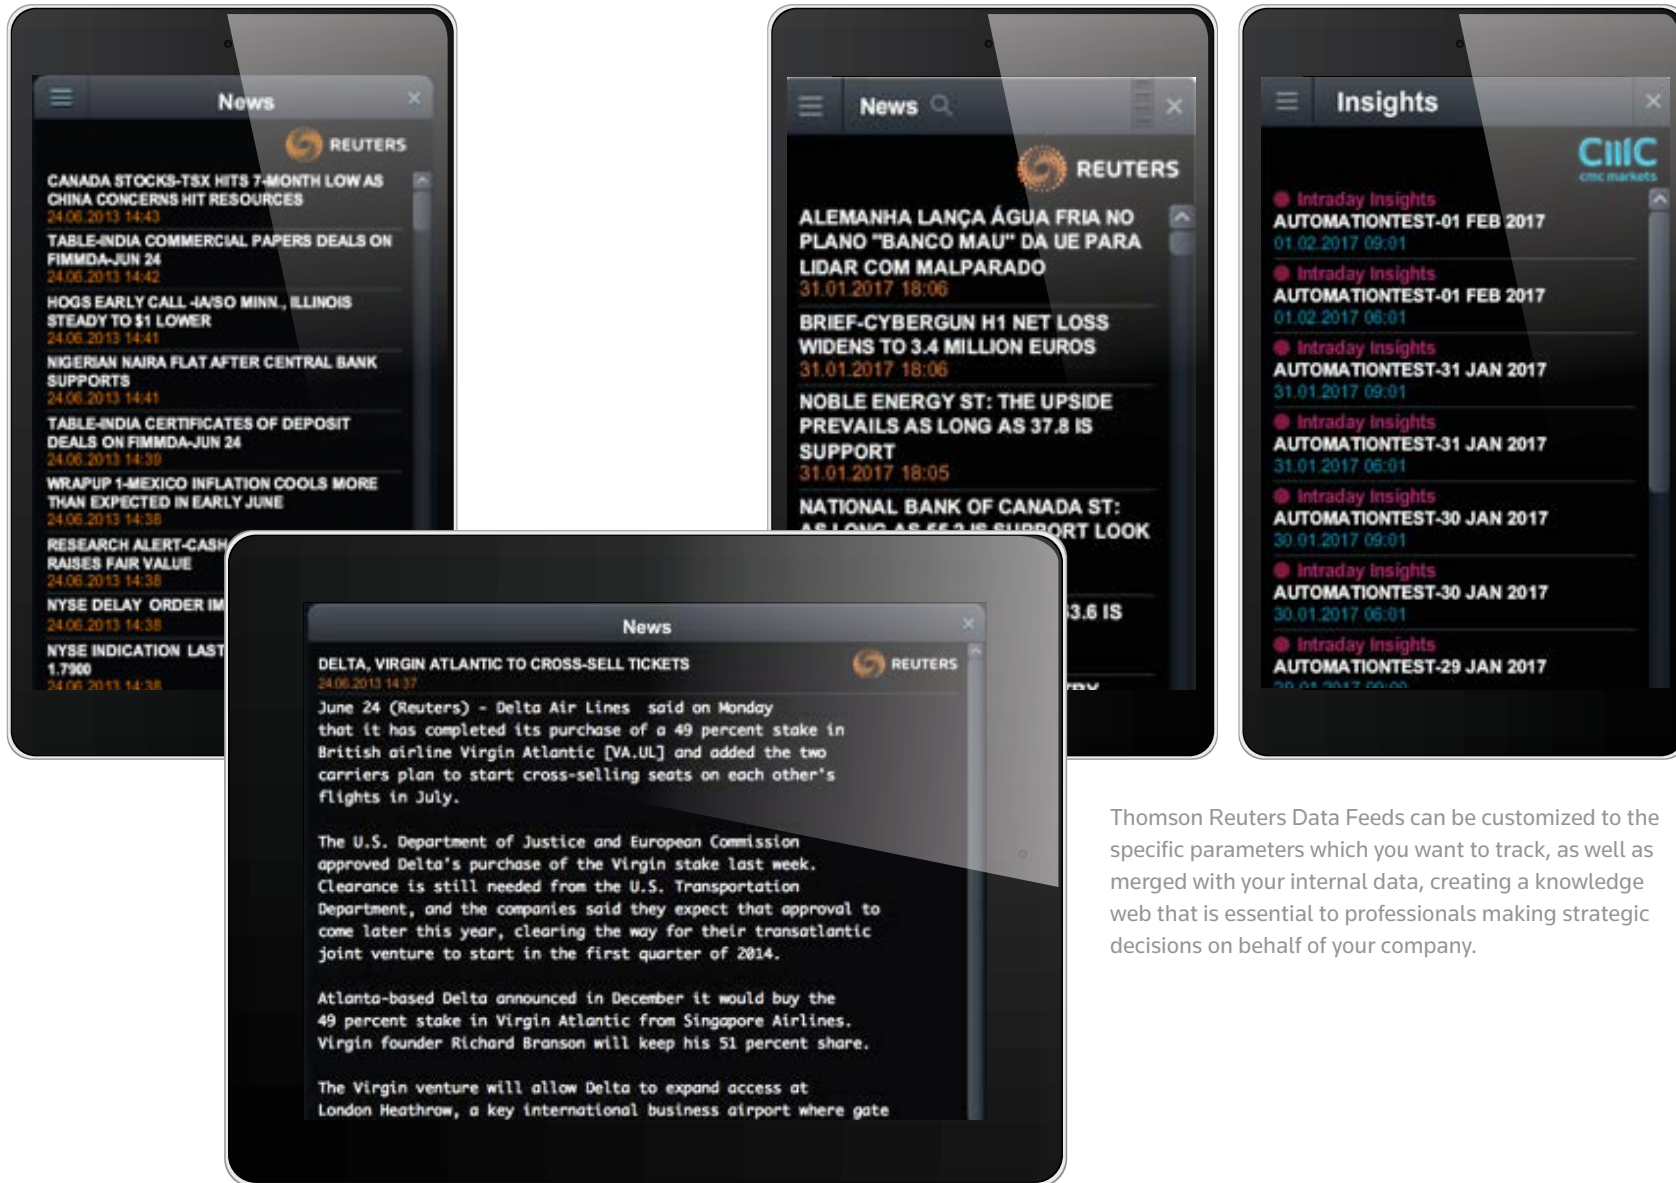 News
REUTERS
CANADA STOCKS-TSX HITS 7-MONTH LOW AS
CHINA CONCERNS HIT RESOURCES
24.06.2013 14:43
TABLE-INDIA COMMERCIAL PAPERS DEALS ON
FIMMDA-JUN 24
24.06.2013 14:42
HOGS EARLY CALL -IA/SO MINN., ILLINOIS
STEADY TO $1 LOWER
24.06.2013 14:41
NIGERIAN NAIRA FLAT AFTER CENTRAL BANK
SUPPORTS
24.06.2013 14:41
TABLE-INDIA CERTIFICATES OF DEPOSIT
DEALS ON FIMMDA-JUN 24
24.06.2013 14:39
WRAPUP 1-MEXICO INFLATION COOLS MORE
THAN EXPECTED IN EARLY JUNE
24.06.2013 14:38
RESEARCH ALERT-CASH
RAISES FAIR VALUE
24.06.2013 14:38
NYSE DELAY ORDER IM
24.06.2013 14:38
NYSE INDICATION LAST
1.7900
24.06.2013 14:38
News
REUTERS
ALEMANHA LANÇA ÁGUA FRIA NO
PLANO "BANCO MAU" DA UE PARA
LIDAR COM MALPARADO
31.01.2017 18:06
BRIEF-CYBERGUN H1 NET LOSS
WIDENS TO 3.4 MILLION EUROS
31.01.2017 18:06
NOBLE ENERGY ST: THE UPSIDE
PREVAILS AS LONG AS 37.8 IS
SUPPORT
31.01.2017 18:05
NATIONAL BANK OF CANADA ST:
AS LONG AS 55.2 IS SUPPORT LOOK
3.6 IS
Insights
CMC
cmc markets
Intraday Insights
AUTOMATIONTEST-01 FEB 2017
01.02.2017 09:01
Intraday Insights
AUTOMATIONTEST-01 FEB 2017
01.02.2017 06:01
Intraday Insights
AUTOMATIONTEST-31 JAN 2017
31.01.2017 09:01
Intraday Insights
AUTOMATIONTEST-31 JAN 2017
31.01.2017 06:01
Intraday Insights
AUTOMATIONTEST-30 JAN 2017
30.01.2017 09:01
Intraday Insights
AUTOMATIONTEST-30 JAN 2017
30.01.2017 06:01
Intraday Insights
AUTOMATIONTEST-29 JAN 2017
News
DELTA, VIRGIN ATLANTIC TO CROSS-SELL TICKETS
REUTERS
24.06.2013 14:37
June 24 (Reuters) - Delta Air Lines said on Monday
that it has completed its purchase of a 49 percent stake in
British airline Virgin Atlantic [VA.UL] and added the two
carriers plan to start cross-selling seats on each other's
flights in July.
The U.S. Department of Justice and European Commission
approved Delta's purchase of the Virgin stake last week.
Clearance is still needed from the U.S. Transportation
Department, and the companies said they expect that approval to
come later this year, clearing the way for their transatlantic
joint venture to start in the first quarter of 2014.
Atlanta-based Delta announced in December it would buy the
49 percent stake in Virgin Atlantic from Singapore Airlines.
Virgin founder Richard Branson will keep his 51 percent share.
The Virgin venture will allow Delta to expand access at
London Heathrow, a key international business airport where gate
Thomson Reuters Data Feeds can be customized to the
specific parameters which you want to track, as well as
merged with your internal data, creating a knowledge
web that is essential to professionals making strategic
decisions on behalf of your company.